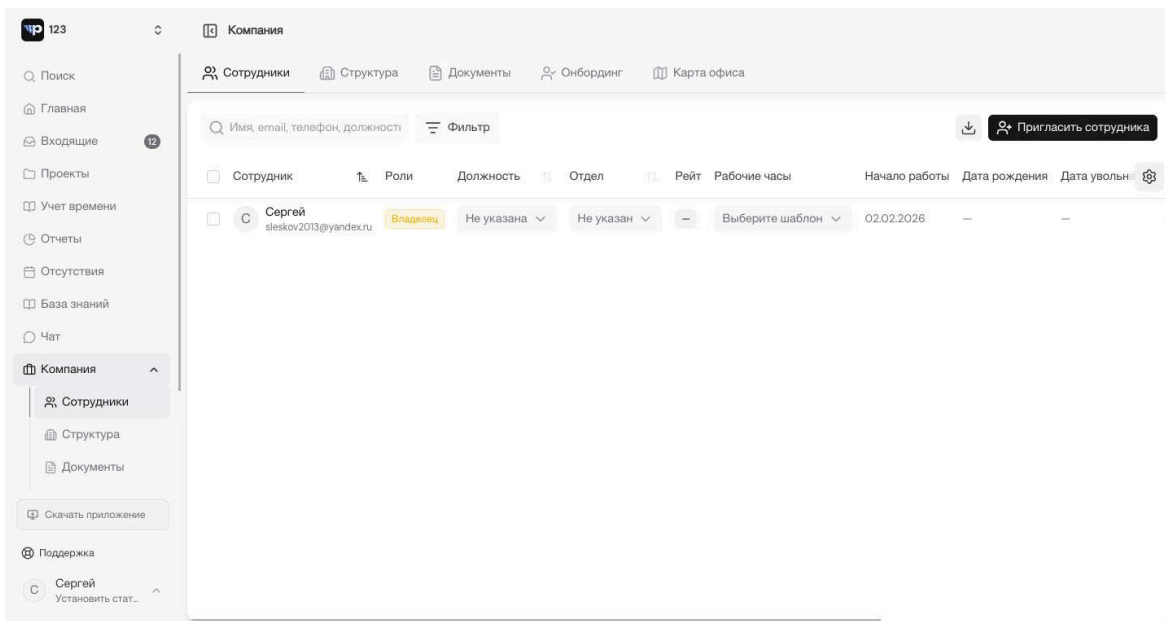 123
Компания
Поиск
Главная
Входящие 12
Проекты
Учет времени
Отчеты
Отсутствия
База знаний
Чат
Компания
Сотрудники
Структура
Документы
Скачать приложение
Поддержка
С Сергей
Установить стат...
Сотрудники Структура Документы Онбординг Карта офиса
Имя, email, телефон, должност Фильтр Пригласить сотрудника
Сотрудник Роли Должность Отдел Рейт Рабочие часы Начало работы Дата рождения Дата увольн
С Сергей Владелец Не указана Не указан – Выберите шаблон 02.02.2026 – –
sleskov2013@yandex.ru